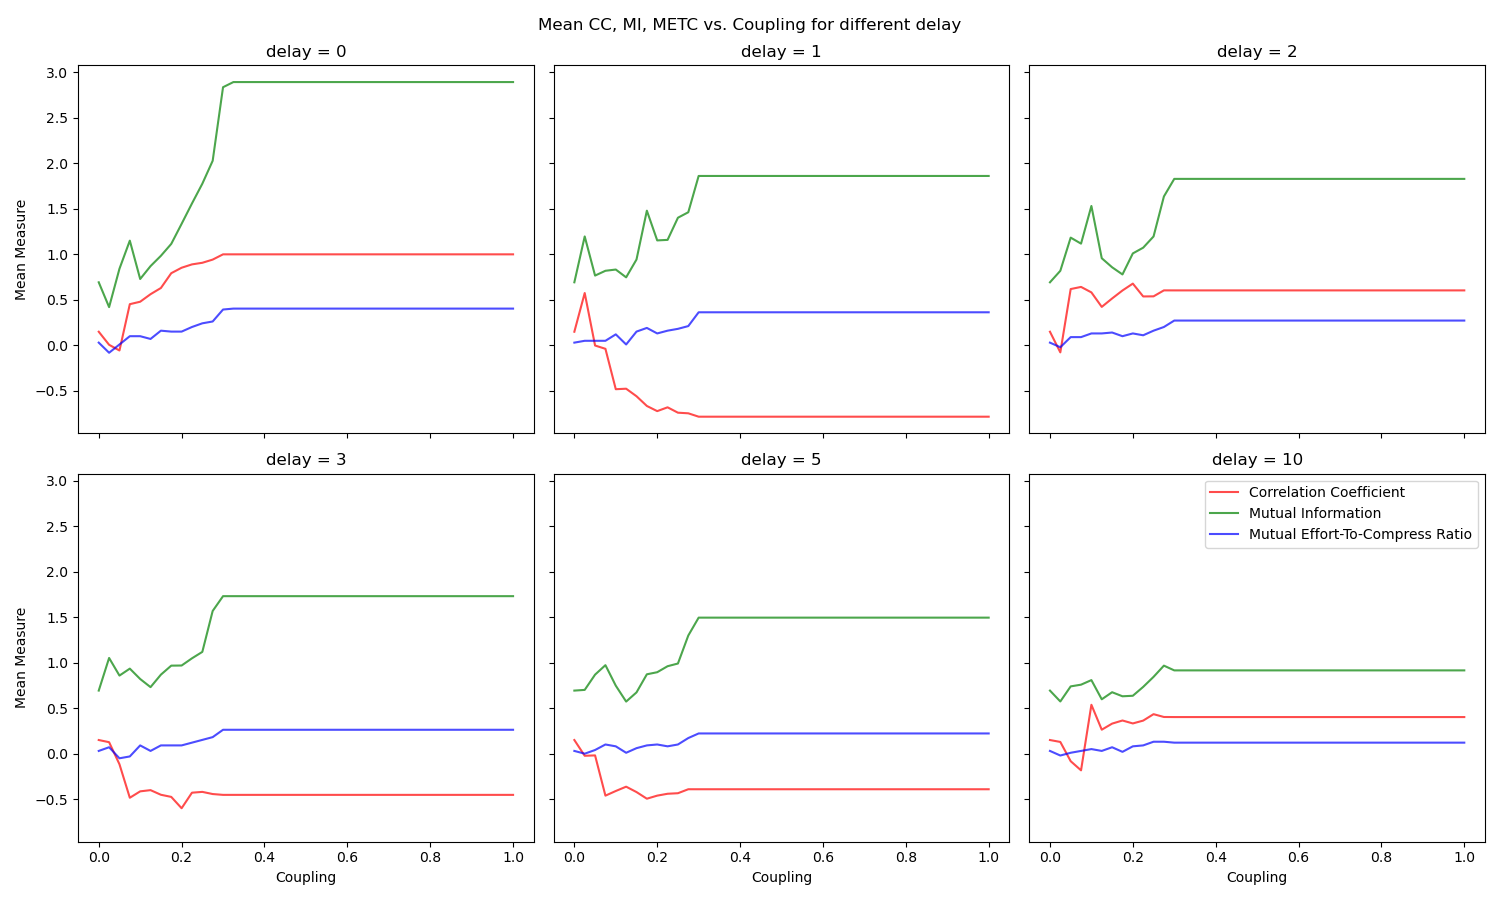 Mean CC, MI, METC vs. Coupling for different delay
delay = 0
delay = 1
delay = 2
3.0
2.5
2.0
1.5
1.0
0.5
0.0
−0.5
Mean Measure
delay = 3
delay = 5
delay = 10
3.0
2.5
2.0
1.5
1.0
0.5
0.0
−0.5
Mean Measure
Correlation Coefficient
Mutual Information
Mutual Effort-To-Compress Ratio
0.0 0.2 0.4 0.6 0.8 1.0
0.0 0.2 0.4 0.6 0.8 1.0
0.0 0.2 0.4 0.6 0.8 1.0
Coupling
Coupling
Coupling